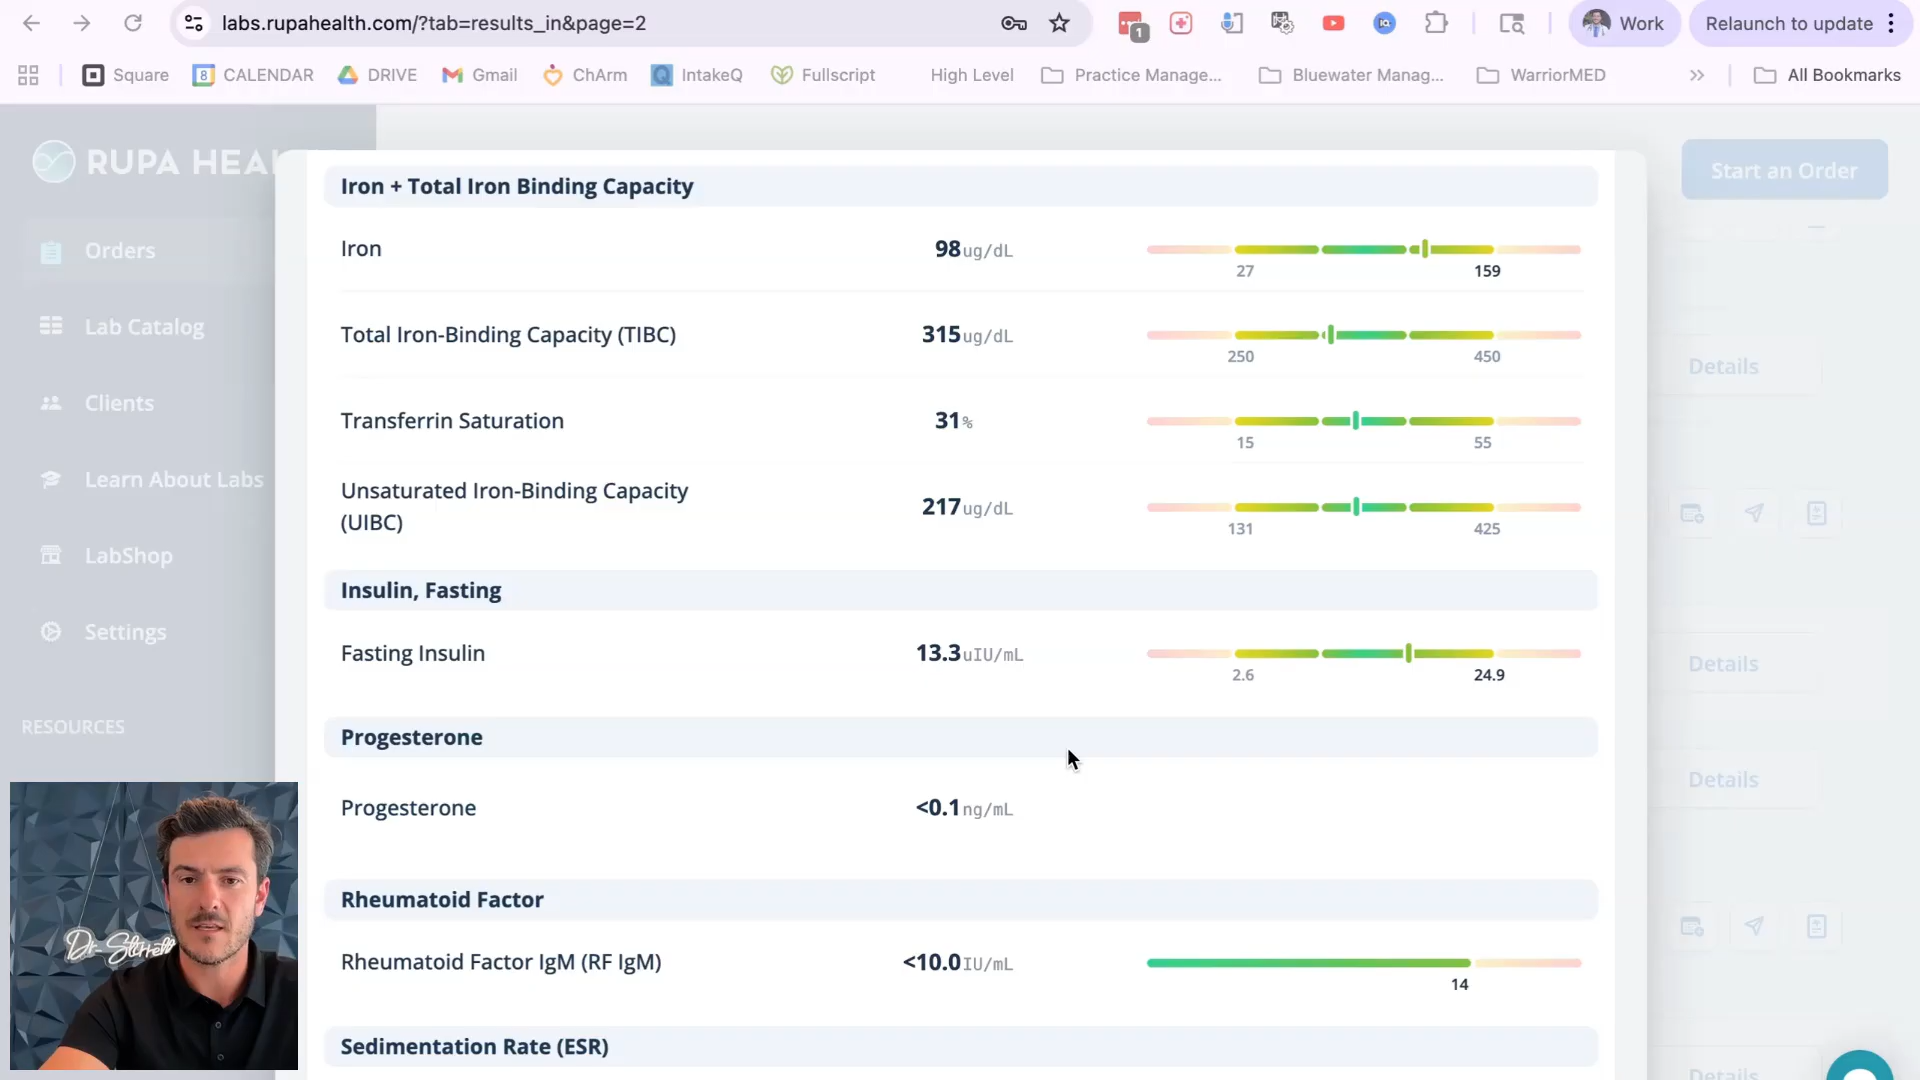 labs.rupahealth.com/?tab=results_in&page=2
1
Work
Relaunch to update
Square
8
CALENDAR
DRIVE
Gmail
ChArm
IntakeQ
Fullscript
High Level
Practice Manage...
Bluewater Manag...
WarriorMED
All Bookmarks
RUPA HEAL
Start an Order
Orders
Lab Catalog
Clients
Learn About Labs
LabShop
Settings
RESOURCES
Iron + Total Iron Binding Capacity
Iron 98 ug/dL
27 159
Total Iron-Binding Capacity (TIBC) 315 ug/dL
250 450
Transferrin Saturation 31 %
15 55
Unsaturated Iron-Binding Capacity
(UIBC) 217 ug/dL
131 425
Insulin, Fasting
Fasting Insulin 13.3 uIU/mL
2.6 24.9
Progesterone
Progesterone <0.1 ng/mL
Rheumatoid Factor
Rheumatoid Factor IgM (RF IgM) <10.0 IU/mL
14
Sedimentation Rate (ESR)
Details
Details
Details
Details
Dr.